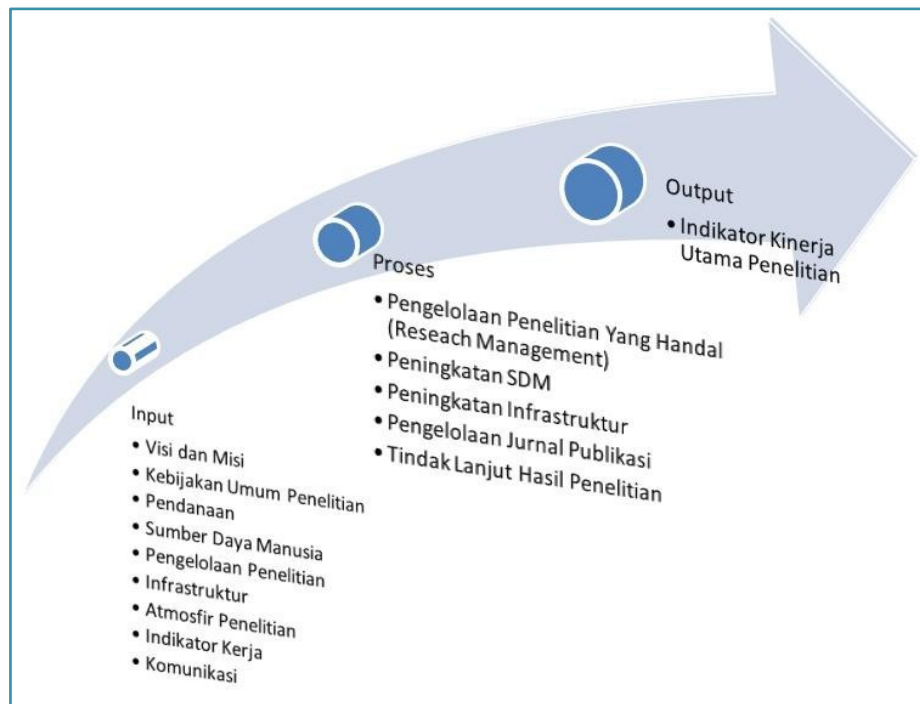 Input
• Visi dan Misi
• Kebijakan Umum Penelitian
• Pendanaan
• Sumber Daya Manusia
• Pengelolaan Penelitian
• Infrastruktur
• Atmosfir Penelitian
• Indikator Kerja
• Komunikasi
Proses
• Pengelolaan Penelitian Yang Handal
(Reseach Management)
• Peningkatan SDM
• Peningkatan Infrastruktur
• Pengelolaan Jurnal Publikasi
• Tindak Lanjut Hasil Penelitian
Output
• Indikator Kinerja
Utama Penelitian